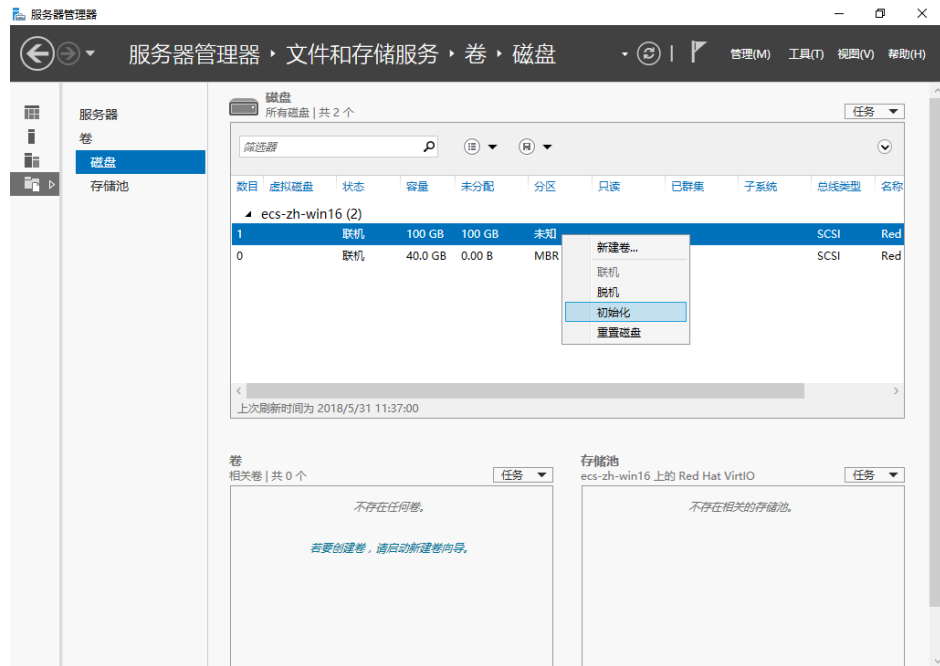 服务器管理器
服务器管理器 ‣ 文件和存储服务 ‣ 卷 ‣ 磁盘
管理(M) 工具(T) 视图(V) 帮助(H)
服务器
卷
磁盘
存储池
磁盘
所有磁盘 | 共 2 个
任务
筛选器
数目 虚拟磁盘 状态 容量 未分配 分区 只读 已群集 子系统 总线类型 名称
ecs-zh-win16 (2)
1 联机 100 GB 100 GB 未知 SCSI Red
0 联机 40.0 GB 0.00 B MBR SCSI Red
新建卷...
联机
脱机
初始化
重置磁盘
上次刷新时间为 2018/5/31 11:37:00
卷
相关卷 | 共 0 个
任务
不存在任何卷。
若要创建卷，请启动新建卷向导。
存储池
ecs-zh-win16 上的 Red Hat VirtIO
任务
不存在相关的存储池。